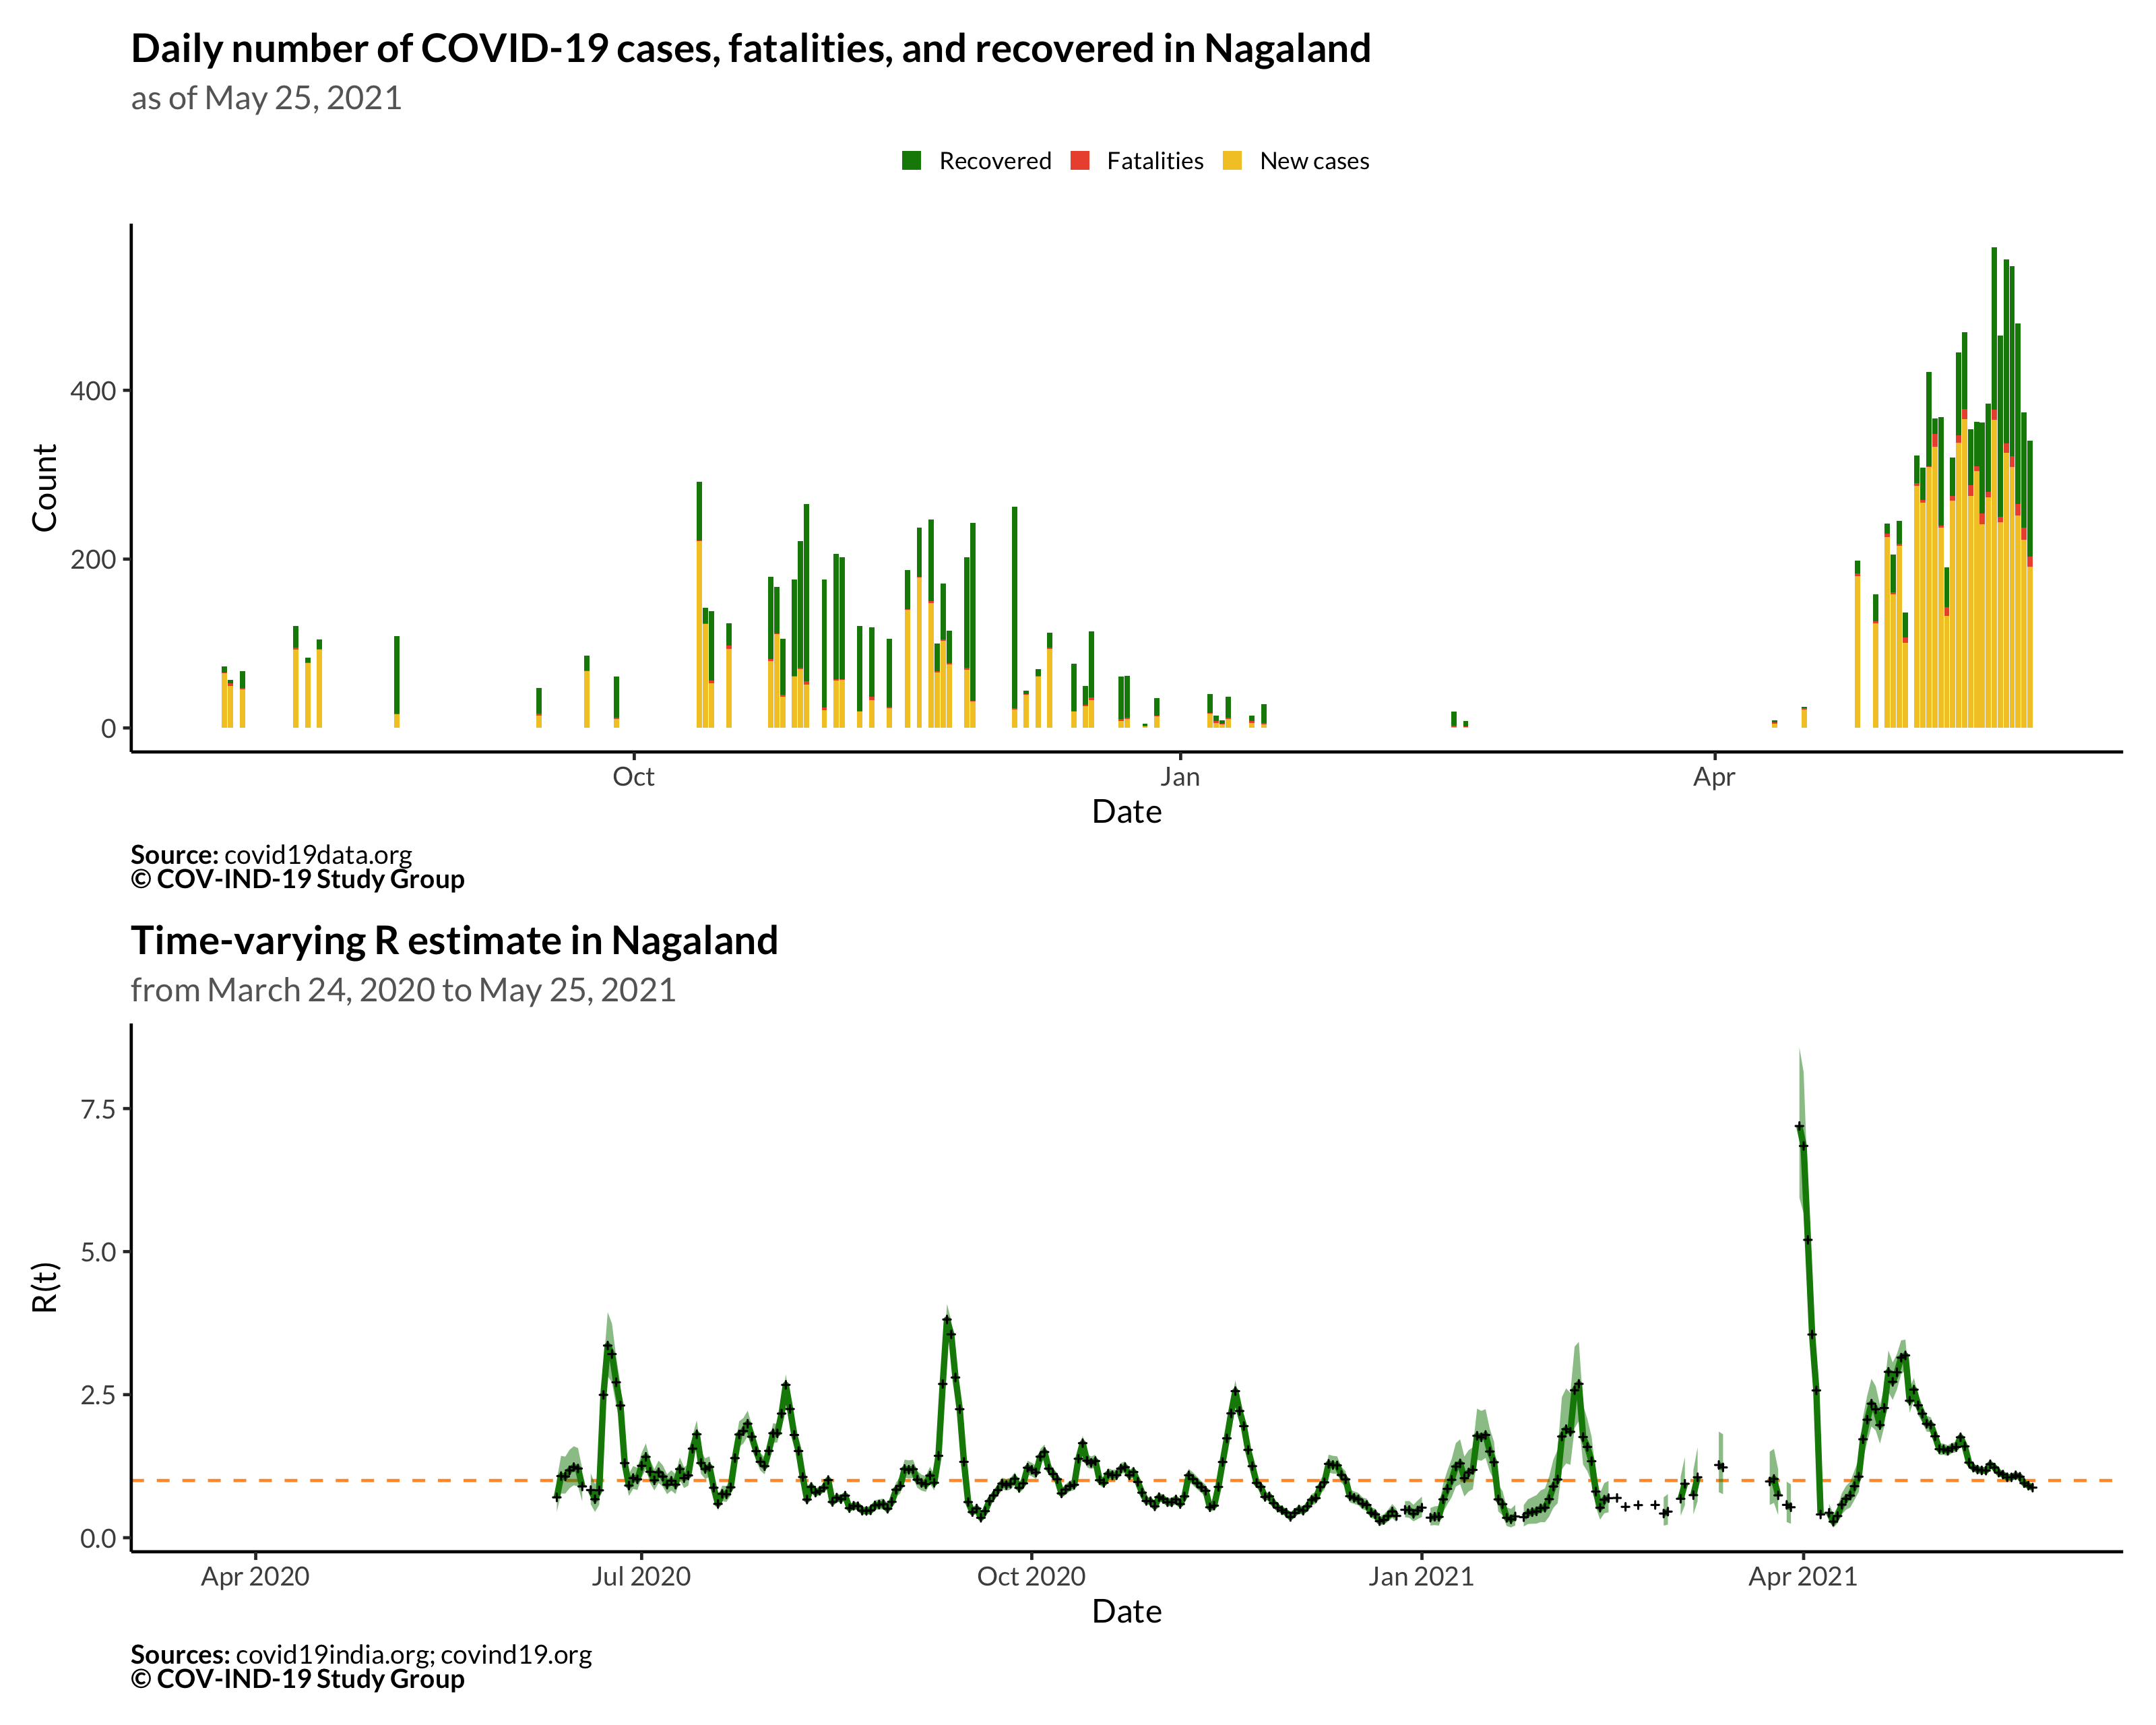 Daily number of COVID-19 cases, fatalities, and recovered in Nagaland
as of May 25, 2021
Recovered Fatalities New cases
400
200
0
Count
Oct Jan Apr
Date
Source: covid19data.org
© COV-IND-19 Study Group
Time-varying R estimate in Nagaland
from March 24, 2020 to May 25, 2021
7.5
5.0
2.5
0.0
R(t)
Apr 2020 Jul 2020 Oct 2020 Jan 2021 Apr 2021
Date
Sources: covid19india.org; covind19.org
© COV-IND-19 Study Group